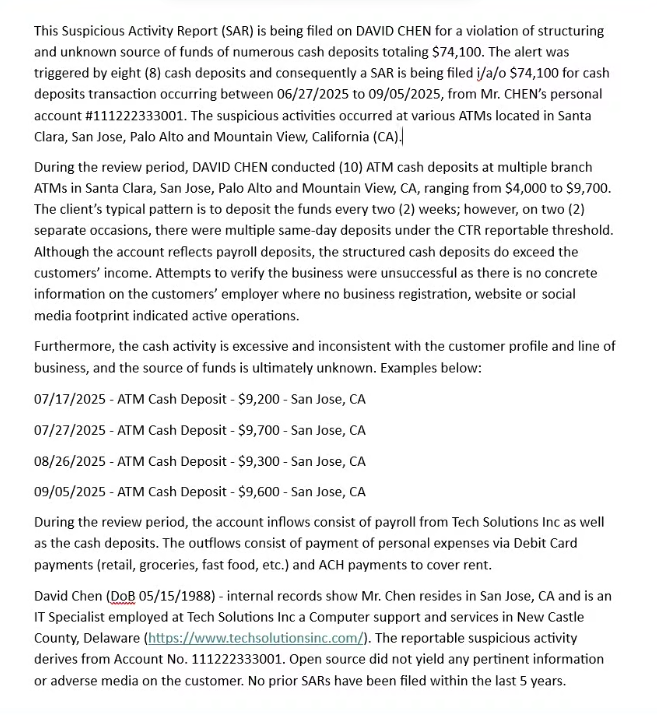 This Suspicious Activity Report (SAR) is being filed on DAVID CHEN for a violation of structuring
and unknown source of funds of numerous cash deposits totaling $74,100. The alert was
triggered by eight (8) cash deposits and consequently a SAR is being filed i/a/o $74,100 for cash
deposits transaction occurring between 06/27/2025 to 09/05/2025, from Mr. CHEN's personal
account #111222333001. The suspicious activities occurred at various ATMs located in Santa
Clara, San Jose, Palo Alto and Mountain View, California (CA).
During the review period, DAVID CHEN conducted (10) ATM cash deposits at multiple branch
ATMs in Santa Clara, San Jose, Palo Alto and Mountain View, CA, ranging from $4,000 to $9,700.
The client's typical pattern is to deposit the funds every two (2) weeks; however, on two (2)
separate occasions, there were multiple same-day deposits under the CTR reportable threshold.
Although the account reflects payroll deposits, the structured cash deposits do exceed the
customers' income. Attempts to verify the business were unsuccessful as there is no concrete
information on the customers' employer where no business registration, website or social
media footprint indicated active operations.
Furthermore, the cash activity is excessive and inconsistent with the customer profile and line of
business, and the source of funds is ultimately unknown. Examples below:
07/17/2025 - ATM Cash Deposit - $9,200 - San Jose, CA
07/27/2025 - ATM Cash Deposit - $9,700 - San Jose, CA
08/26/2025 - ATM Cash Deposit - $9,300 - San Jose, CA
09/05/2025 - ATM Cash Deposit - $9,600 - San Jose, CA
During the review period, the account inflows consist of payroll from Tech Solutions Inc as well
as the cash deposits. The outflows consist of payment of personal expenses via Debit Card
payments (retail, groceries, fast food, etc.) and ACH payments to cover rent.
David Chen (DoB 05/15/1988) - internal records show Mr. Chen resides in San Jose, CA and is an
IT Specialist employed at Tech Solutions Inc a Computer support and services in New Castle
County, Delaware (https://www.techsolutionsinc.com/). The reportable suspicious activity
derives from Account No. 111222333001. Open source did not yield any pertinent information
or adverse media on the customer. No prior SARs have been filed within the last 5 years.